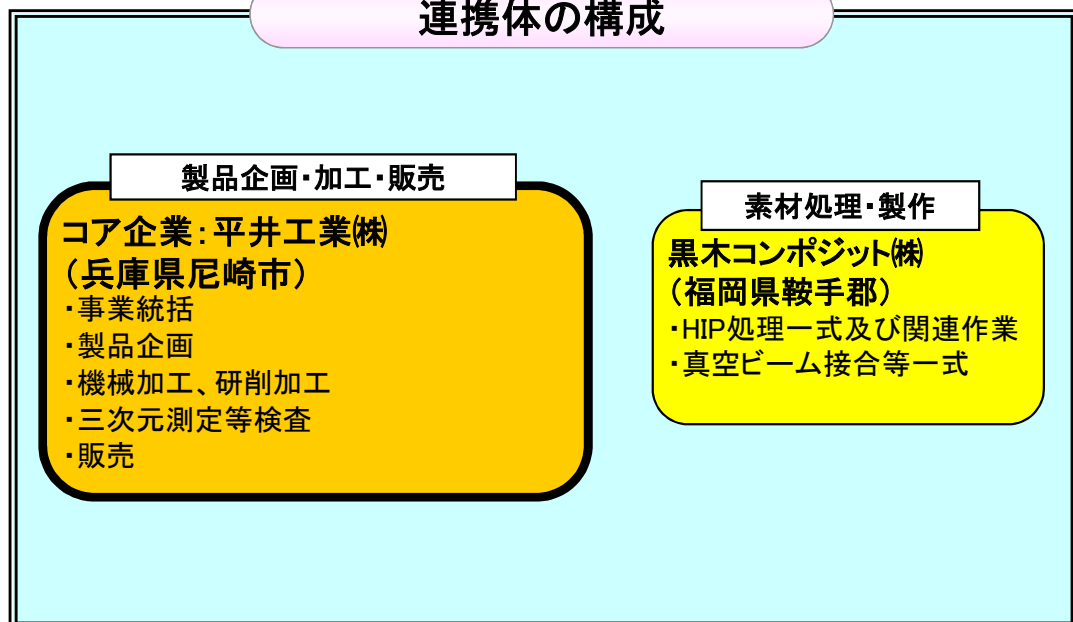 連携体の構成
製品企画・加工・販売
コア企業：平井工業㈱
（兵庫県尼崎市）
・事業統括
・製品企画
・機械加工、研削加工
・三次元測定等検査
・販売
素材処理・製作
黒木コンポジット㈱
（福岡県鞍手郡）
・HIP処理一式及び関連作業
・真空ビーム接合等一式